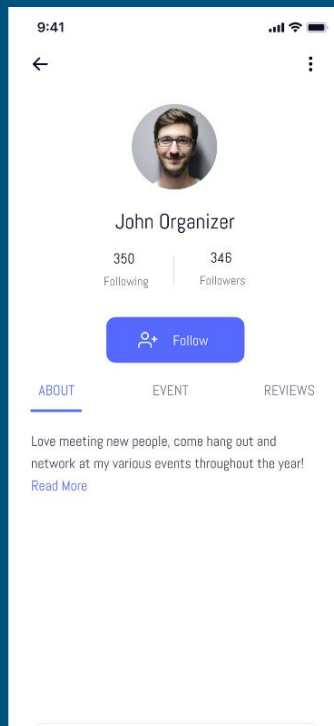 9:41
John Organizer
350 346
Following Followers
Follow
ABOUT EVENT REVIEWS
Love meeting new people, come hang out and
network at my various events throughout the year!
Read More